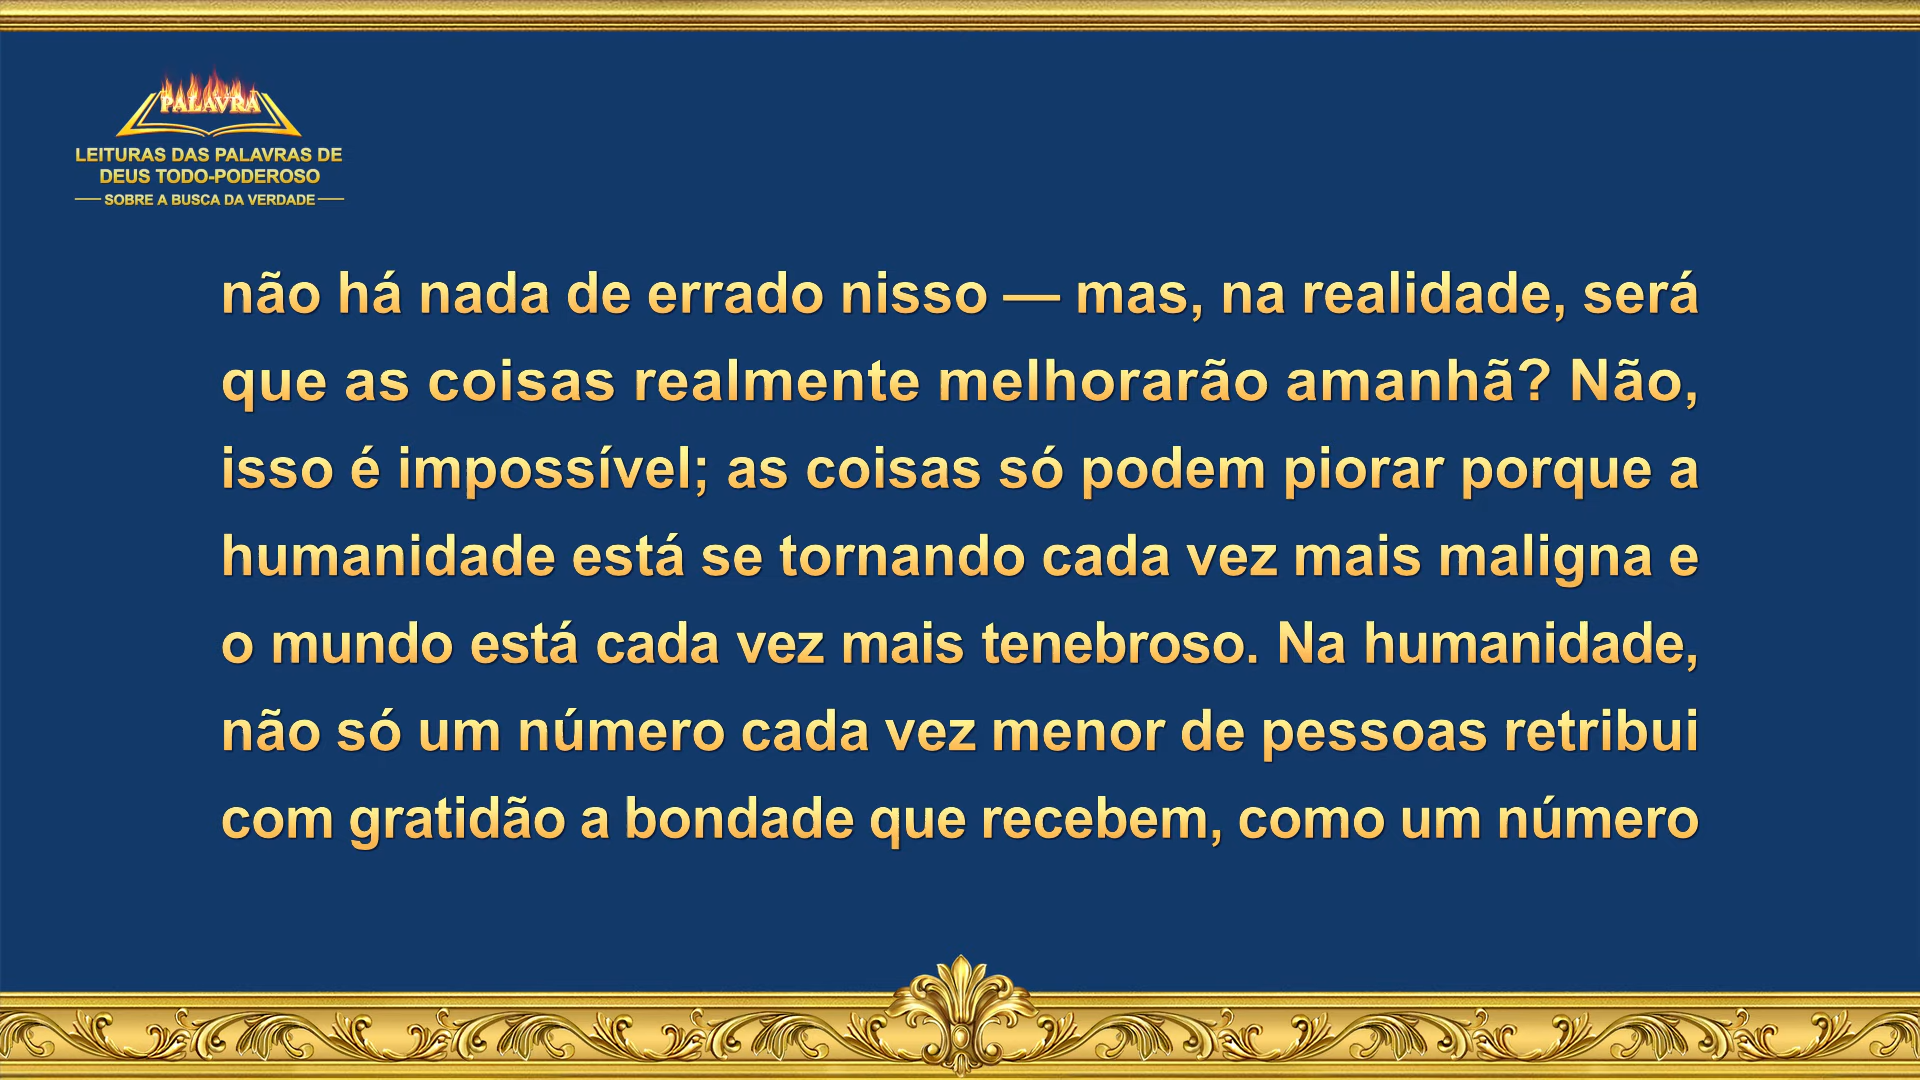 PALAVRA
LEITURAS DAS PALAVRAS DE
DEUS TODO-PODEROSO
SOBRE A BUSCA DA VERDADE
não há nada de errado nisso — mas, na realidade, será
que as coisas realmente melhorarão amanhã? Não,
isso é impossível; as coisas só podem piorar porque a
humanidade está se tornando cada vez mais maligna e
o mundo está cada vez mais tenebroso. Na humanidade,
não só um número cada vez menor de pessoas retribui
com gratidão a bondade que recebem, como um número